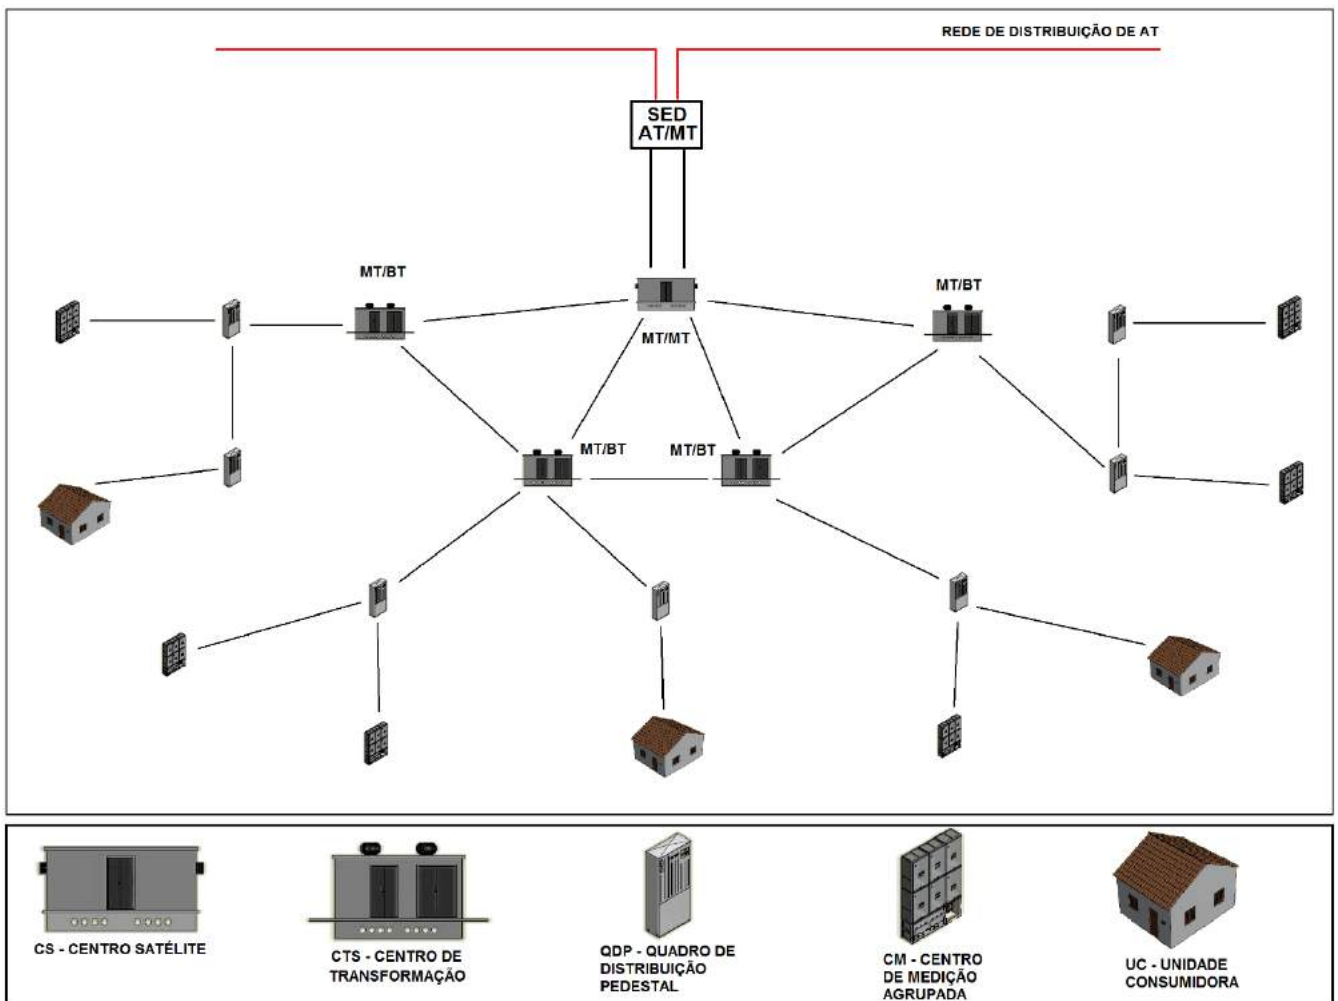 REDE DE DISTRIBUIÇÃO DE AT
SED
AT/MT
MT/BT
MT/BT
MT/MT
MT/BT
MT/BT
CS - CENTRO SATÉLITE
CTS - CENTRO DE
TRANSFORMAÇÃO
QDP - QUADRO DE
DISTRIBUIÇÃO
PEDESTAL
CM - CENTRO
DE MEDIÇÃO
AGRUPADA
UC - UNIDADE
CONSUMIDORA